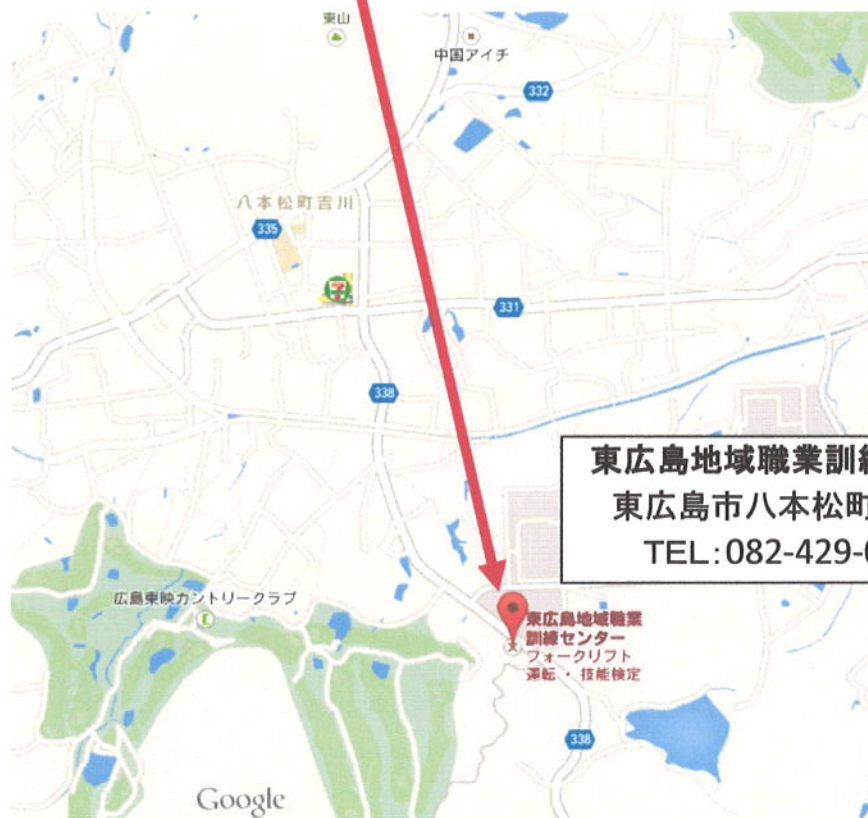 東山
中国アイチ
332
八本松町吉川
335
331
338
東広島地域職業訓
東広島市八本松町
TEL:082-429-
広島東映カントリークラブ
東広島地域職業
訓練センター
フォークリフト
運転・技能検定
338
Google